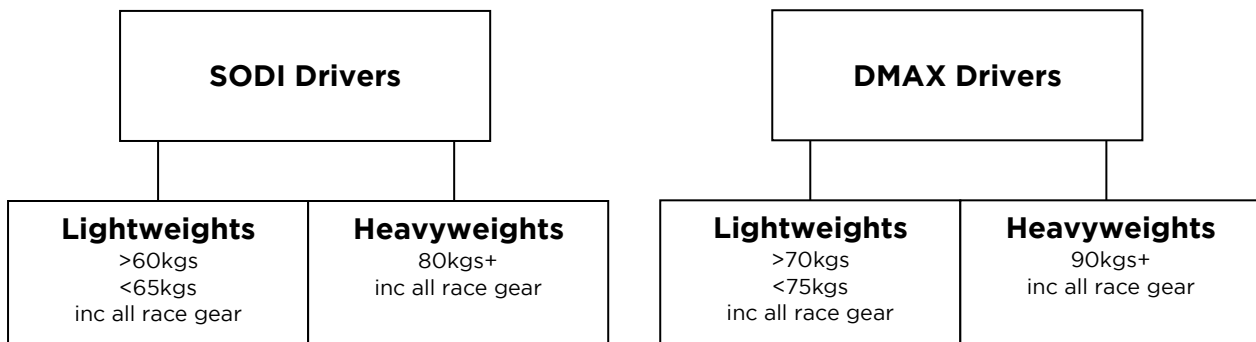 SODI Drivers
Lightweights
>60kgs
<65kgs
inc all race gear
Heavyweights
80kgs+
inc all race gear
DMAX Drivers
Lightweights
>70kgs
<75kgs
inc all race gear
Heavyweights
90kgs+
inc all race gear